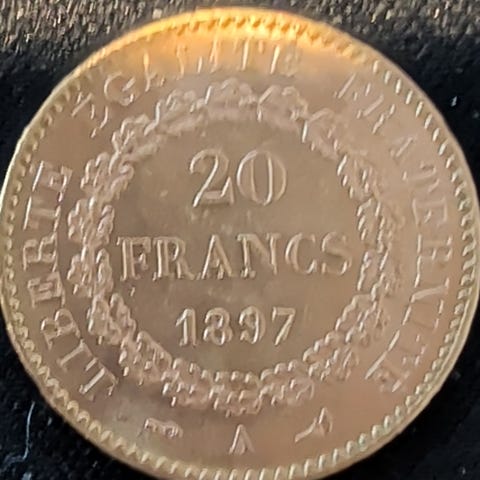 LIBERTE EGALITE FRATERNITE
20
FRANCS
1897
A